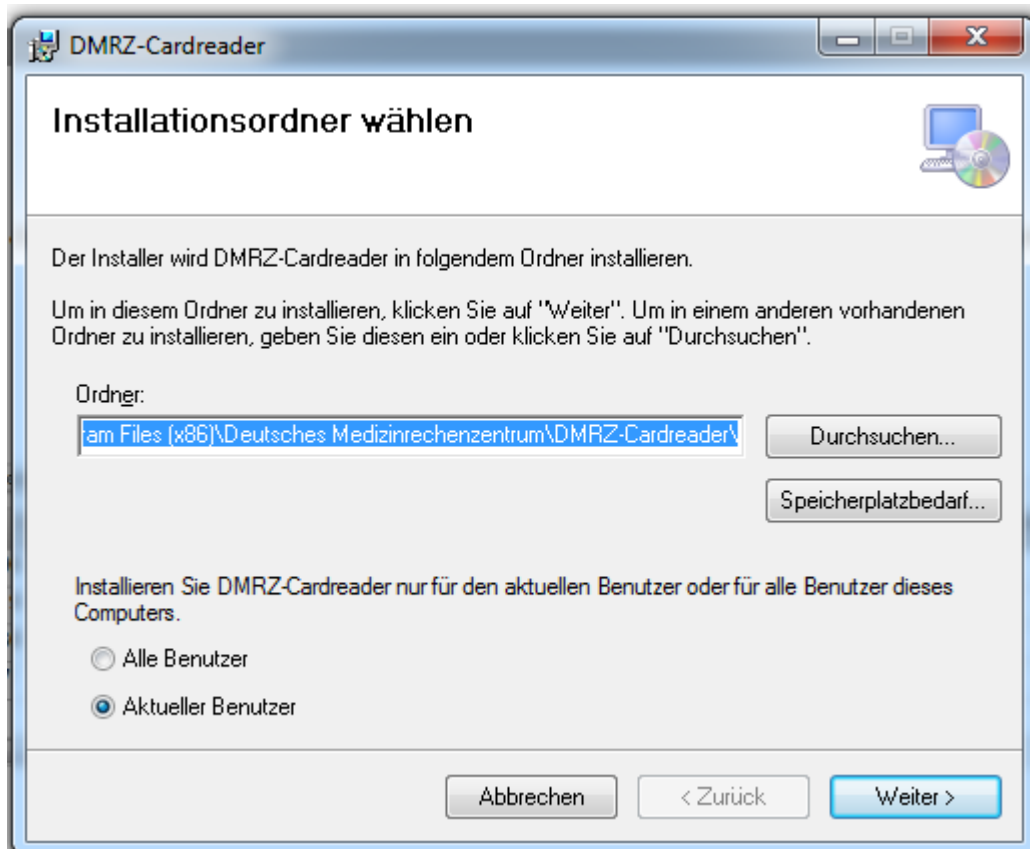 DMRZ-Cardreader
Installationsordner wählen
Der Installer wird DMRZ-Cardreader in folgendem Ordner installieren.
Um in diesem Ordner zu installieren, klicken Sie auf "Weiter". Um in einem anderen vorhandenen
Ordner zu installieren, geben Sie diesen ein oder klicken Sie auf "Durchsuchen".
Ordner:
am Files (x86)\Deutsches Medizinrechenzentrum\DMRZ-Cardreader\
Durchsuchen...
Speicherplatzbedarf...
Installieren Sie DMRZ-Cardreader nur für den aktuellen Benutzer oder für alle Benutzer dieses
Computers.
Alle Benutzer
Aktueller Benutzer
Abbrechen
< Zurück
Weiter >